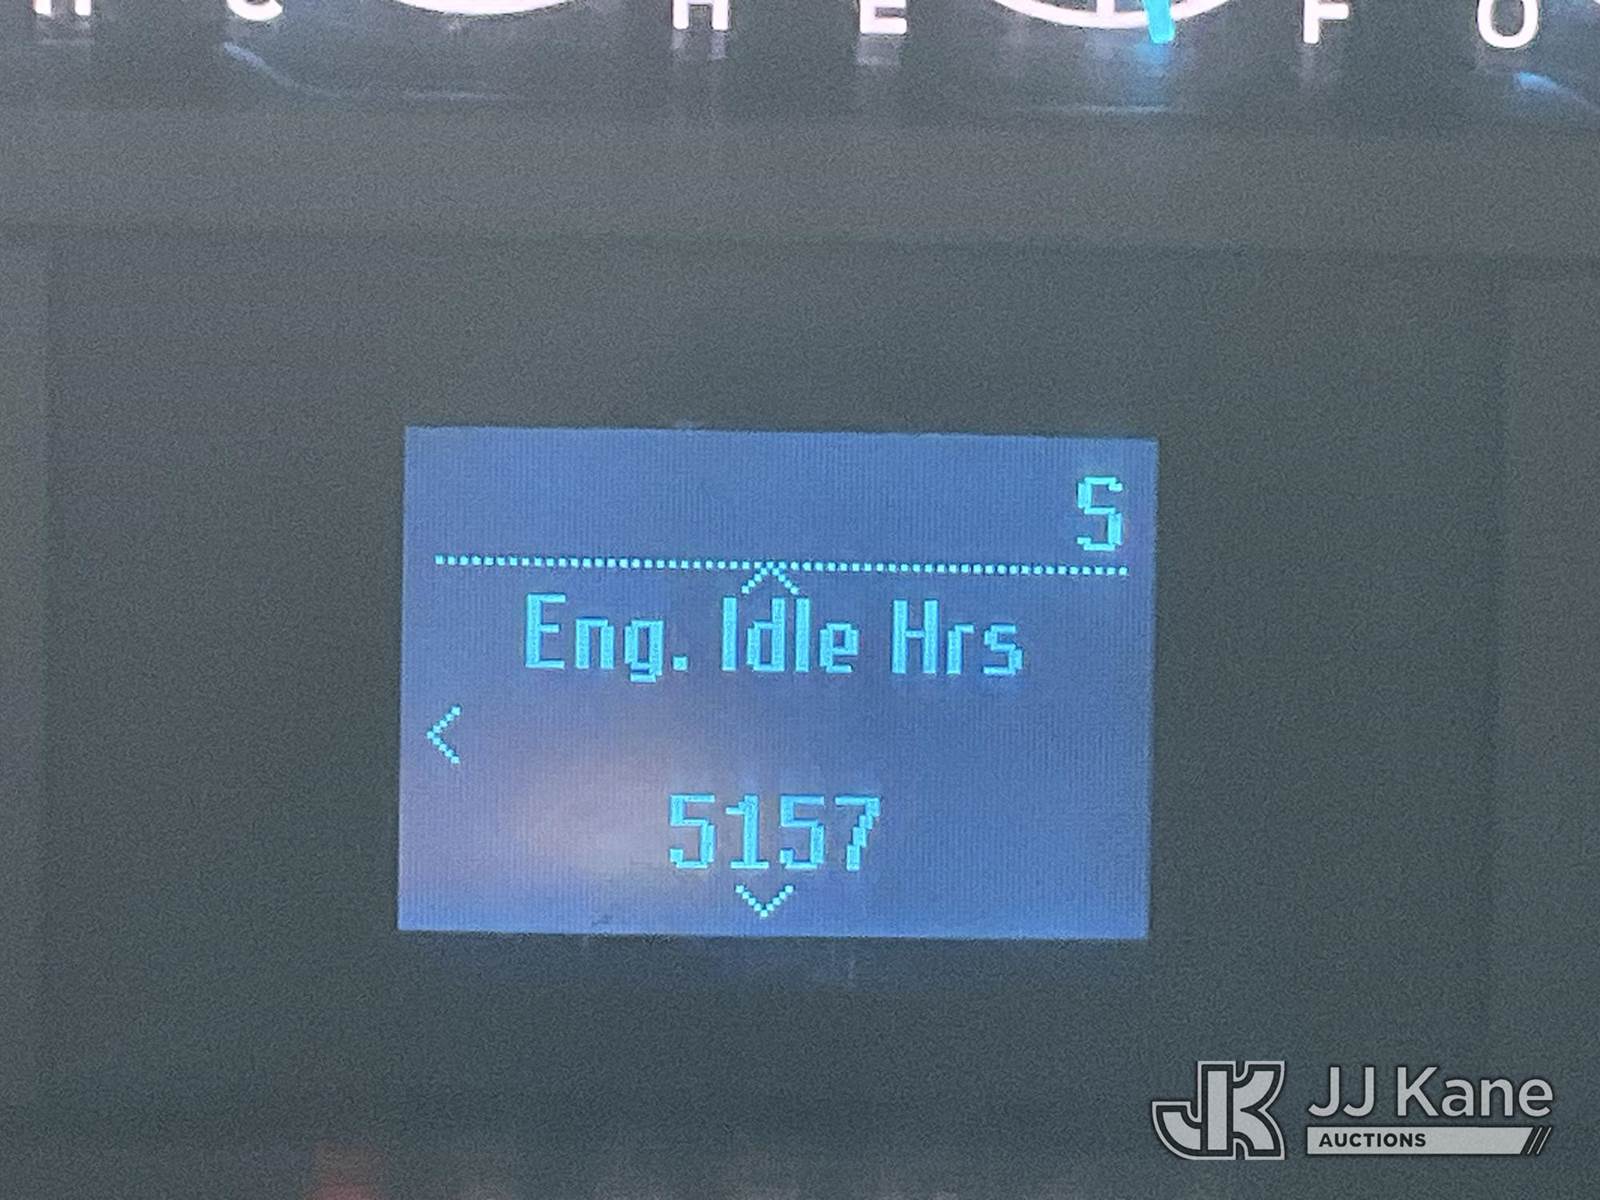 H C H E F O
S
Eng. Idle Hrs
<
5157
JJ Kane
AUCTIONS